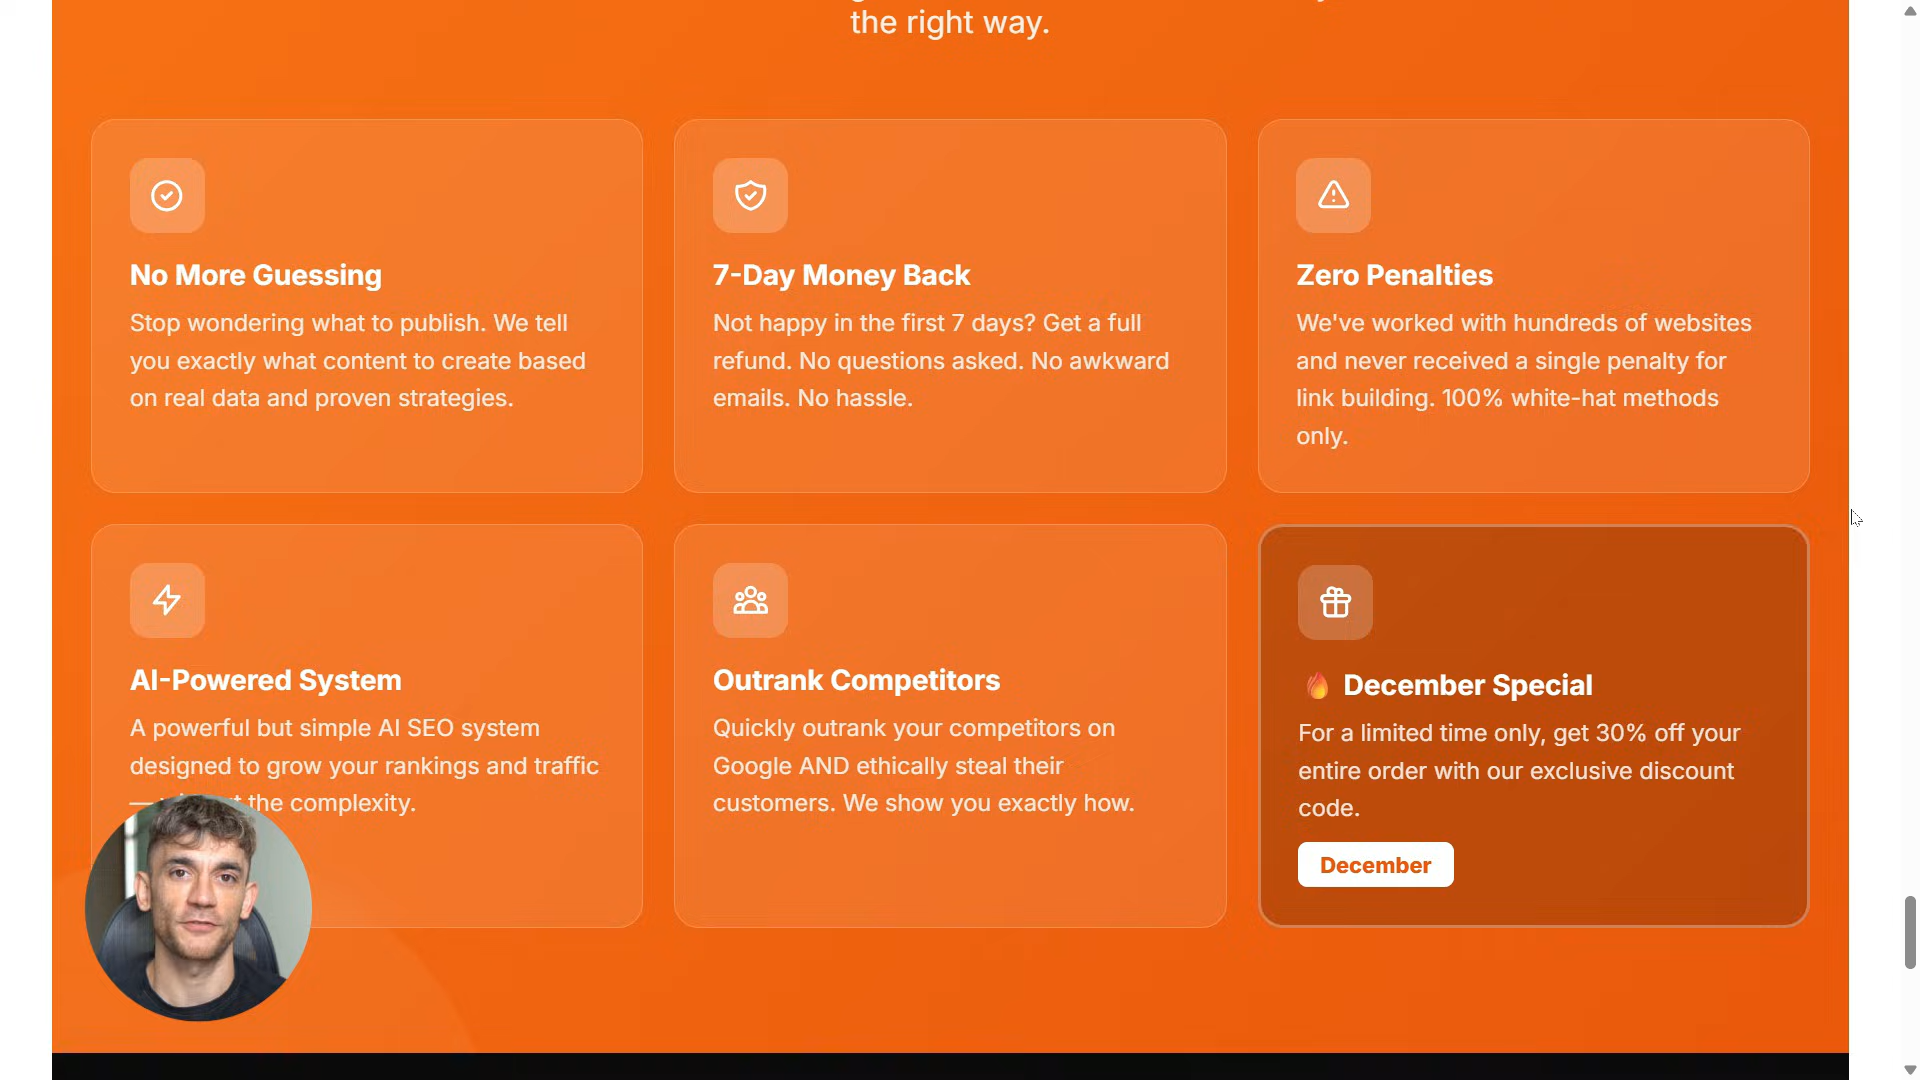 the right way.
No More Guessing
Stop wondering what to publish. We tell
you exactly what content to create based
on real data and proven strategies.
7-Day Money Back
Not happy in the first 7 days? Get a full
refund. No questions asked. No awkward
emails. No hassle.
Zero Penalties
We've worked with hundreds of websites
and never received a single penalty for
link building. 100% white-hat methods
only.
AI-Powered System
A powerful but simple AI SEO system
designed to grow your rankings and traffic
the complexity.
Outrank Competitors
Quickly outrank your competitors on
Google AND ethically steal their
customers. We show you exactly how.
🔥 December Special
For a limited time only, get 30% off your
entire order with our exclusive discount
code.
December